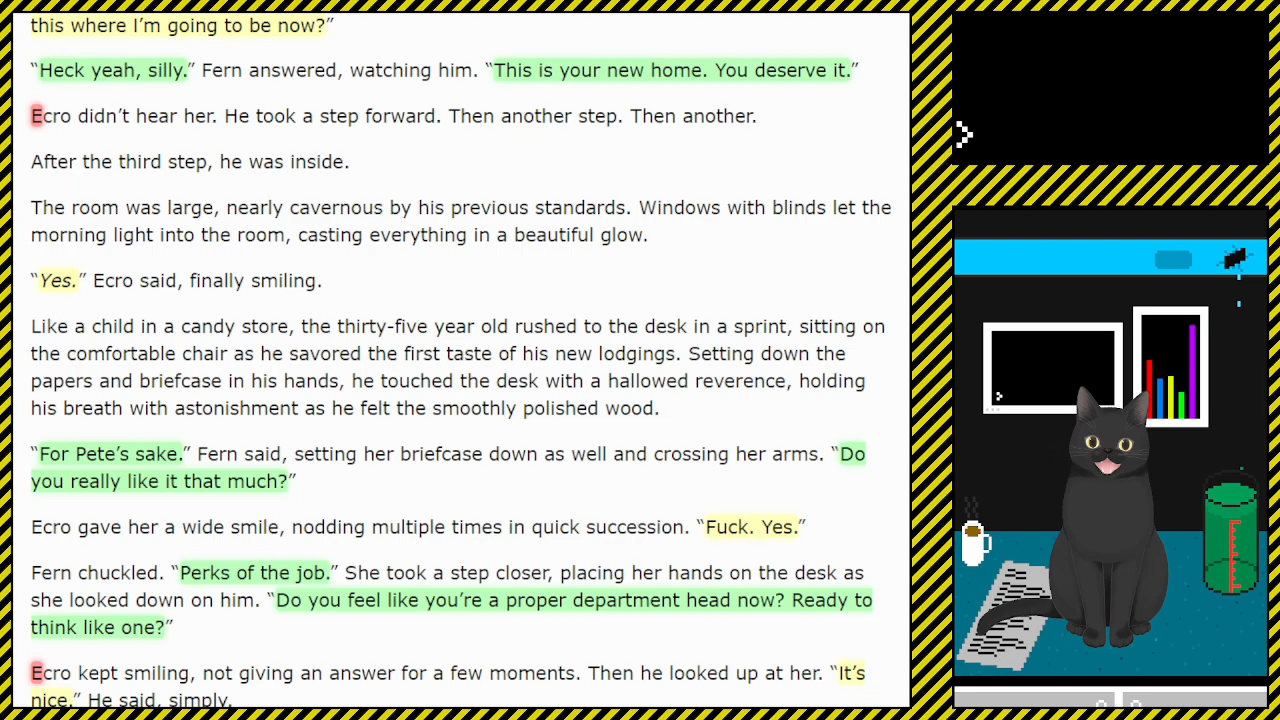 this where I’m going to be now?”
“Heck yeah, silly.” Fern answered, watching him. “This is your new home. You deserve it.”
Ecro didn’t hear her. He took a step forward. Then another step. Then another.
After the third step, he was inside.
The room was large, nearly cavernous by his previous standards. Windows with blinds let the
morning light into the room, casting everything in a beautiful glow.
“Yes.” Ecro said, finally smiling.
Like a child in a candy store, the thirty-five year old rushed to the desk in a sprint, sitting on
the comfortable chair as he savored the first taste of his new lodgings. Setting down the
papers and briefcase in his hands, he touched the desk with a hallowed reverence, holding
his breath with astonishment as he felt the smoothly polished wood.
“For Pete’s sake.” Fern said, setting her briefcase down as well and crossing her arms. “Do
you really like it that much?”
Ecro gave her a wide smile, nodding multiple times in quick succession. “Fuck. Yes.”
Fern chuckled. “Perks of the job.” She took a step closer, placing her hands on the desk as
she looked down on him. “Do you feel like you’re a proper department head now? Ready to
think like one?”
Ecro kept smiling, not giving an answer for a few moments. Then he looked up at her. “It’s
nice.” He said, simply.